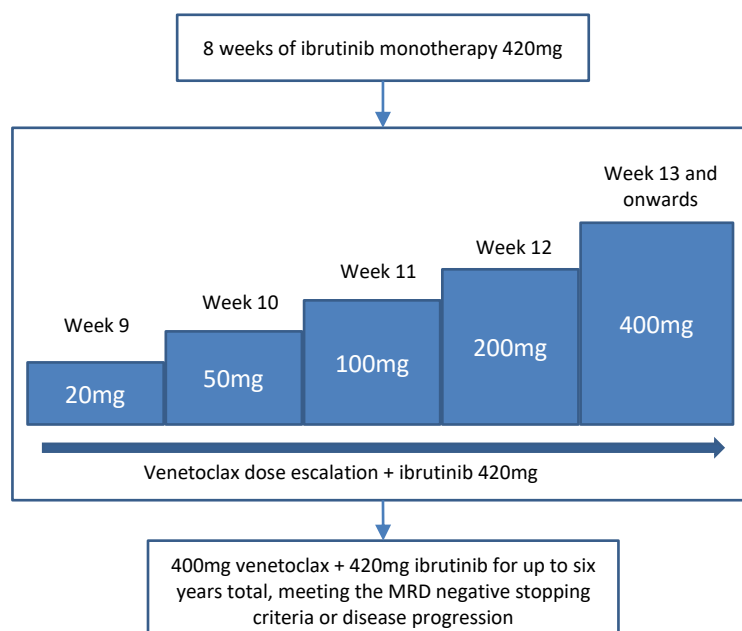 8 weeks of ibrutinib monotherapy 420mg
Week 13 and
onwards
Week 12
Week 11
Week 10
Week 9
400mg
200mg
100mg
50mg
20mg
Venetoclax dose escalation + ibrutinib 420mg
400mg venetoclax + 420mg ibrutinib for up to six
years total, meeting the MRD negative stopping
criteria or disease progression